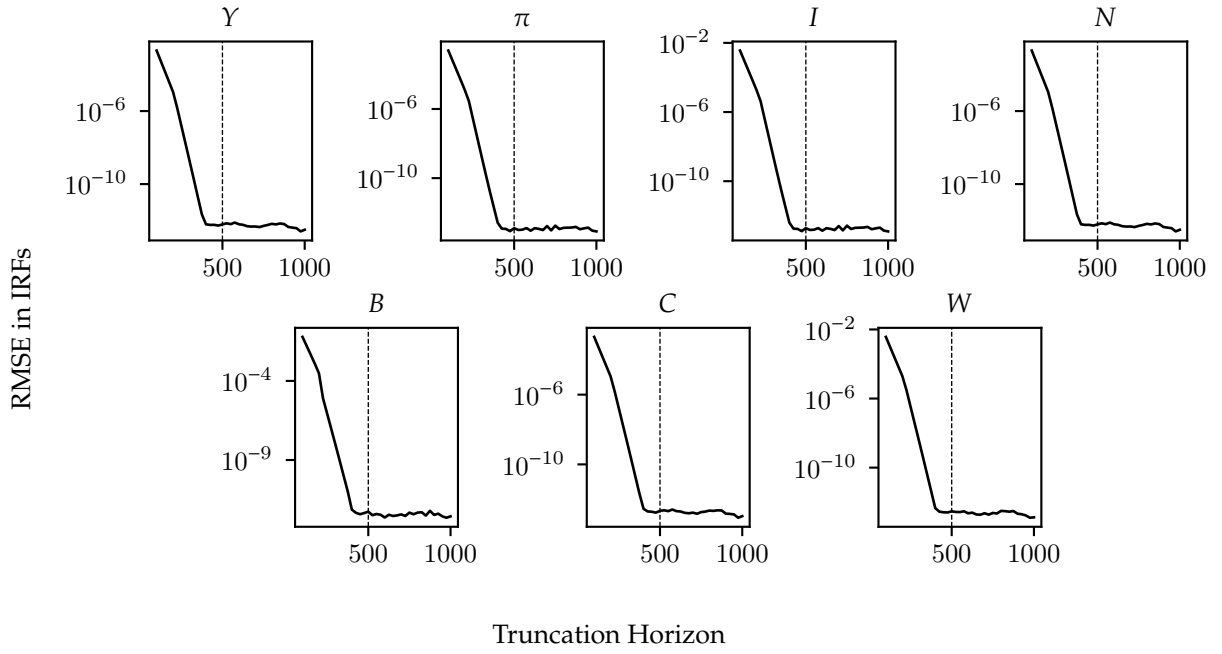 Y π I N
10⁻⁶ 10⁻¹⁰ 500 1000
10⁻⁶ 10⁻¹⁰ 500 1000
10⁻² 10⁻⁶ 10⁻¹⁰ 500 1000
10⁻⁶ 10⁻¹⁰ 500 1000
RMSE in IRFs
B C W
10⁻⁴ 10⁻⁹ 500 1000
10⁻⁶ 10⁻¹⁰ 500 1000
10⁻² 10⁻⁶ 10⁻¹⁰ 500 1000
Truncation Horizon